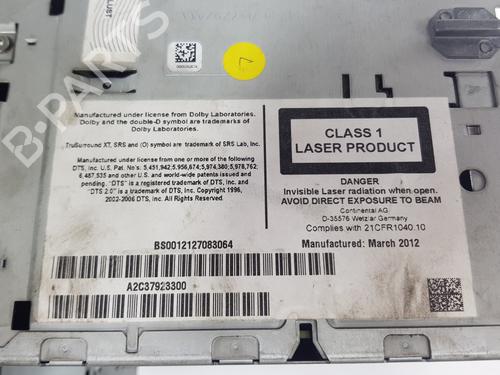 LUST
B-PARTS
Manufactured under license from Dolby Laboratories.
Dolby and the double-D symbol are trademarks of
Dolby Laboratories.
TruSurround XT, SRS and (O) symbol are trademark of SRS Lab, Inc.
Manufactured under license from one or more of the following
DTS, Inc. US. Pat. No's: 5,451,942;5,956,674;5,974,380;5,978,762;
6,487,535 and other U.S. and world-wide patents issued and
pending. "DTS" is a registered trademark of DTS, Inc. and
"DTS 2.0" is a trademark of DTS, Inc. Copyright 1996,
2002-2006 DTS, Inc. All Rights Reserved.
BS0012127083064
A2C37923300
CLASS 1
LASER PRODUCT
DANGER
Invisible Laser radiation when open.
AVOID DIRECT EXPOSURE TO BEAM
Continental AG
D-35576 Wetzlar Germany
Complies with 21CFR1040.10
Manufactured: March 2012